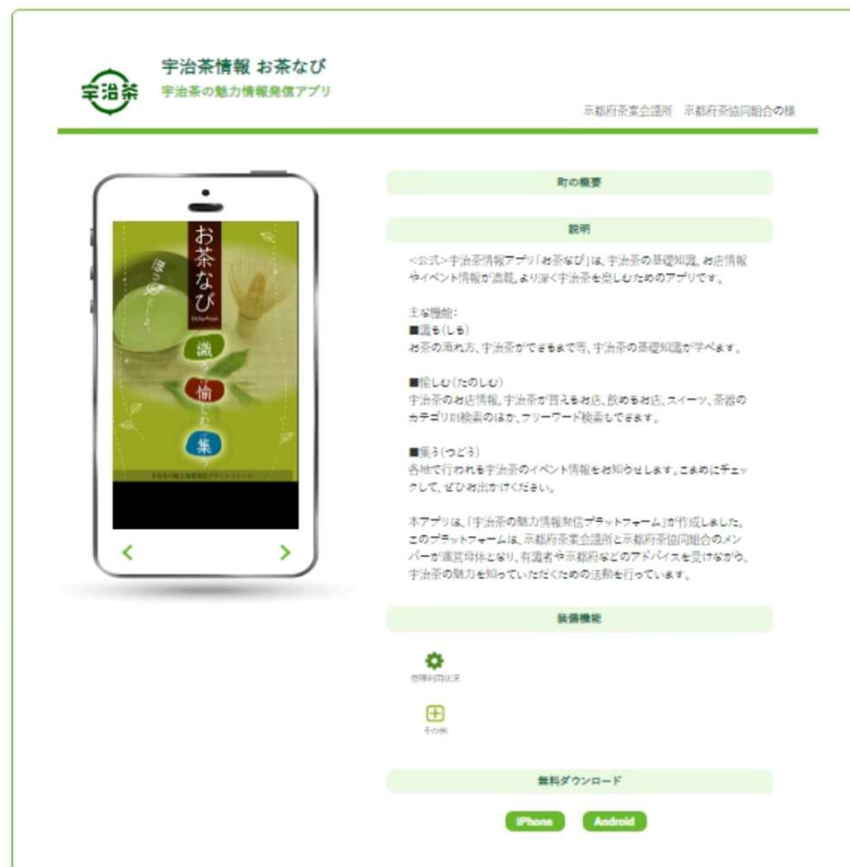 宇治茶
宇治茶情報 お茶なび
宇治茶の魅力情報発信アプリ
京都府茶業会議所 京都府茶協同組合の様
お茶なび
識る
愉しむ
集う
町の概要
説明
<公式>宇治茶情報アプリ「お茶なび」は、宇治茶の基礎知識、お店情報
やイベント情報が満載。より深く宇治茶を楽しむためのアプリです。
主な機能:
■識る(しる)
お茶の淹れ方、宇治茶ができるまで等、宇治茶の基礎知識が学べます。
■愉しむ(たのしむ)
宇治茶のお店情報。宇治茶が買えるお店、飲めるお店、スイーツ、茶器の
カテゴリ別検索のほか、フリーワード検索もできます。
■集う(つどう)
各地で行われる宇治茶のイベント情報をお知らせします。こまめにチェッ
クして、ぜひお出かけください。
本アプリは、「宇治茶の魅力情報発信プラットフォーム」が作成しました。
このプラットフォームは、京都府茶業会議所と京都府茶協同組合のメン
バーが運営母体となり、有識者や京都府などのアドバイスを受けながら、
宇治茶の魅力を知っていただくための活動を行っています。
装備機能
管理利用状況
その他
無料ダウンロード
iPhone
Android